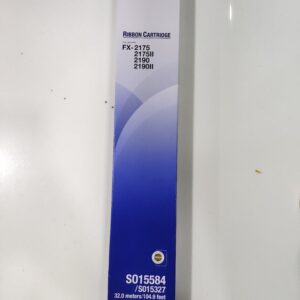 RIBBON CARTRIDGE
FX- 2175
2175II
2190
2190II
S015584
/S015327
32.0 meters/104.9 feet